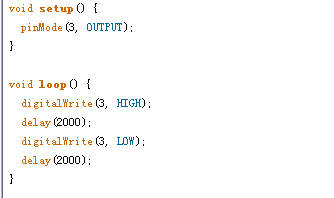 void setup() {
  pinMode(3, OUTPUT);
}

void loop() {
  digitalWrite(3, HIGH);
  delay(2000);
  digitalWrite(3, LOW);
  delay(2000);
}